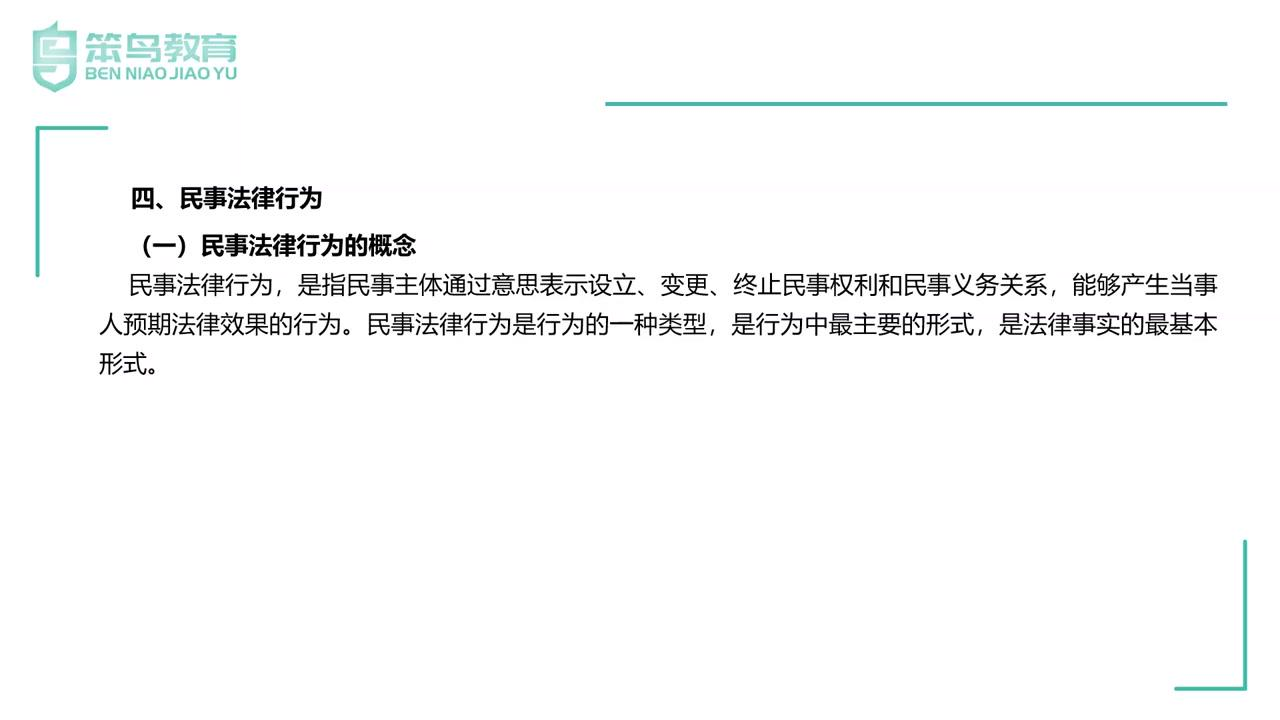 笨鸟教育
BEN NIAO JIAO YU
四、民事法律行为
（一）民事法律行为的概念
民事法律行为，是指民事主体通过意思表示设立、变更、终止民事权利和民事义务关系，能够产生当事
人预期法律效果的行为。民事法律行为是行为的一种类型，是行为中最主要的形式，是法律事实的最基本
形式。